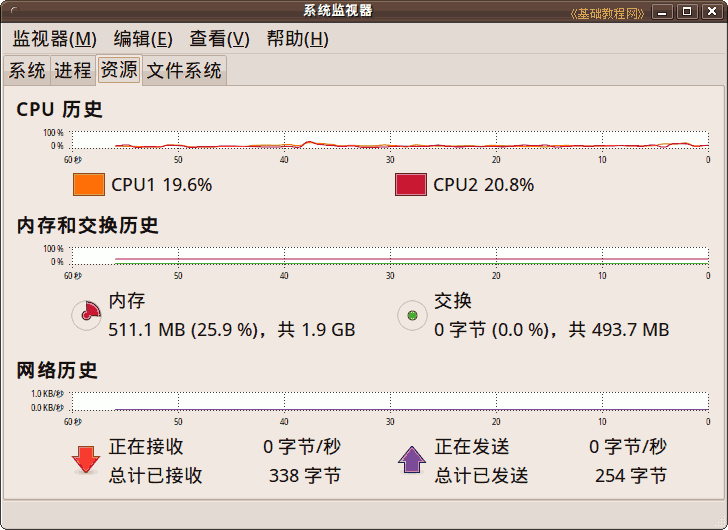 系统监视器
《基础教程网》
监视器(M) 编辑(E) 查看(V) 帮助(H)
系统 进程 资源 文件系统
CPU 历史
100 %
0 %
60 秒 50 40 30 20 10 0
CPU1 19.6% CPU2 20.8%
内存和交换历史
100 %
0 %
60 秒 50 40 30 20 10 0
内存 交换
511.1 MB (25.9 %)，共 1.9 GB 0 字节 (0.0 %)，共 493.7 MB
网络历史
1.0 KB/秒
0.0 KB/秒
60 秒 50 40 30 20 10 0
正在接收 0 字节/秒 正在发送 0 字节/秒
总计已接收 338 字节 总计已发送 254 字节